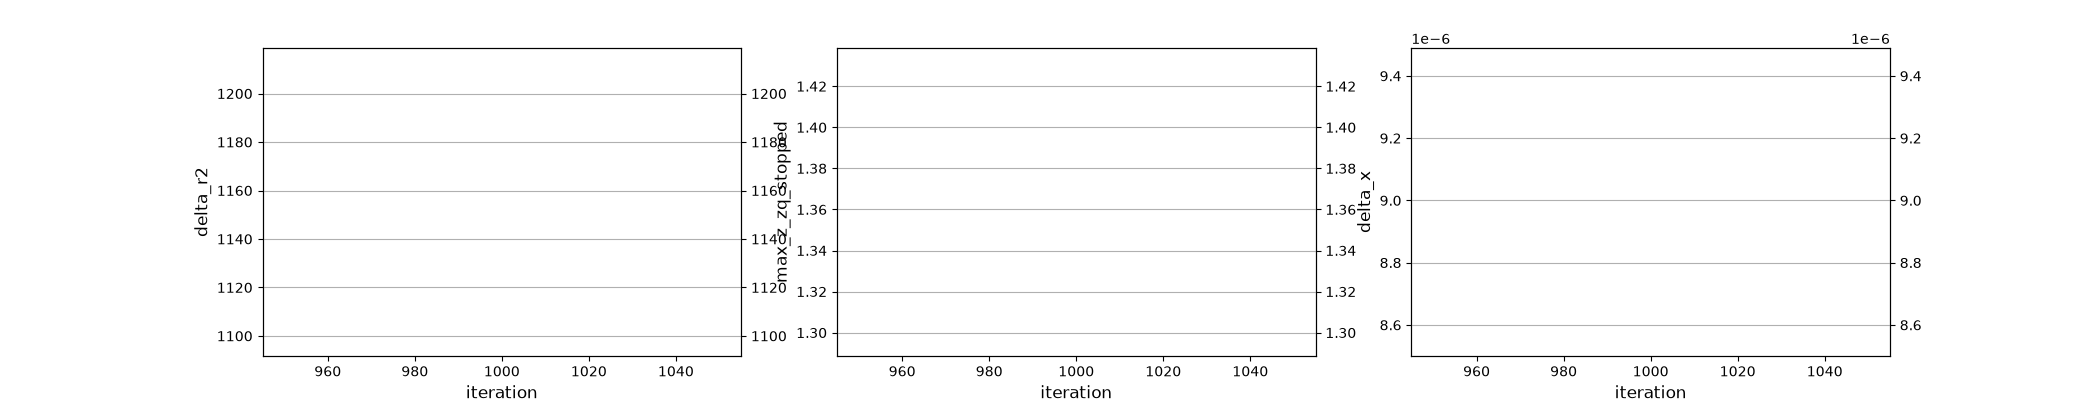 1e−6 1e−6
1200 1200 1.42 1.42 9.4 9.4
1180 1180 1.40 1.40 9.2 9.2
1160 1160 1.38 1.38 9.0 9.0
1140 1140 1.36 1.36 8.8 8.8
1120 1120 1.34 1.34 8.6 8.6
1100 1100 1.32 1.32
1.30 1.30
delta_r2
max_z_zq_stopped
delta_x
960 980 1000 1020 1040 960 980 1000 1020 1040 960 980 1000 1020 1040
iteration iteration iteration